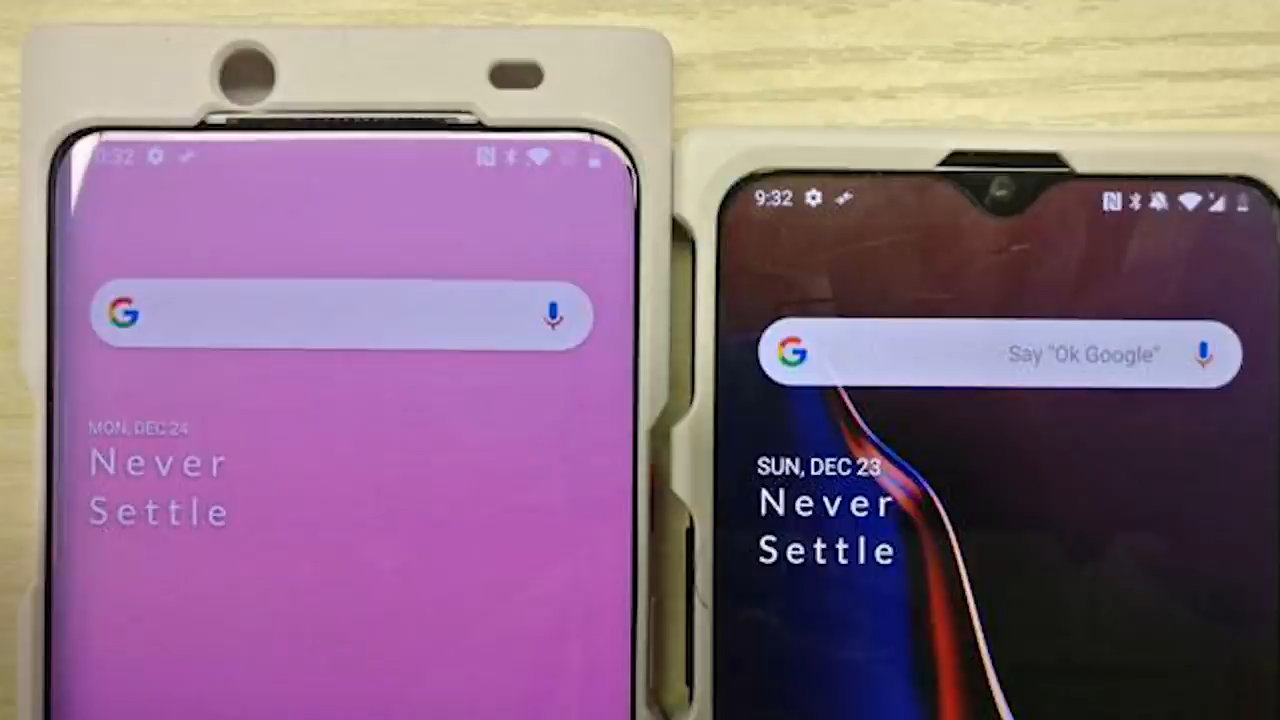 MON, DEC 24
Never
Settle
9:32
Say "Ok Google"
SUN, DEC 23
Never
Settle